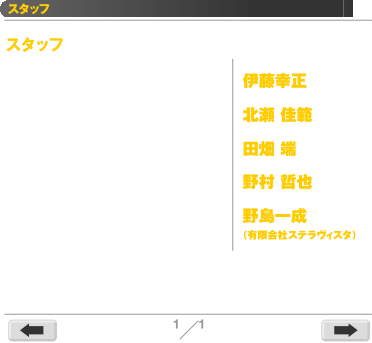 スタッフ
スタッフ
伊藤幸正
北瀬 佳範
田畑 端
野村 哲也
野島一成
(有限会社ステラヴィスタ)
1/1